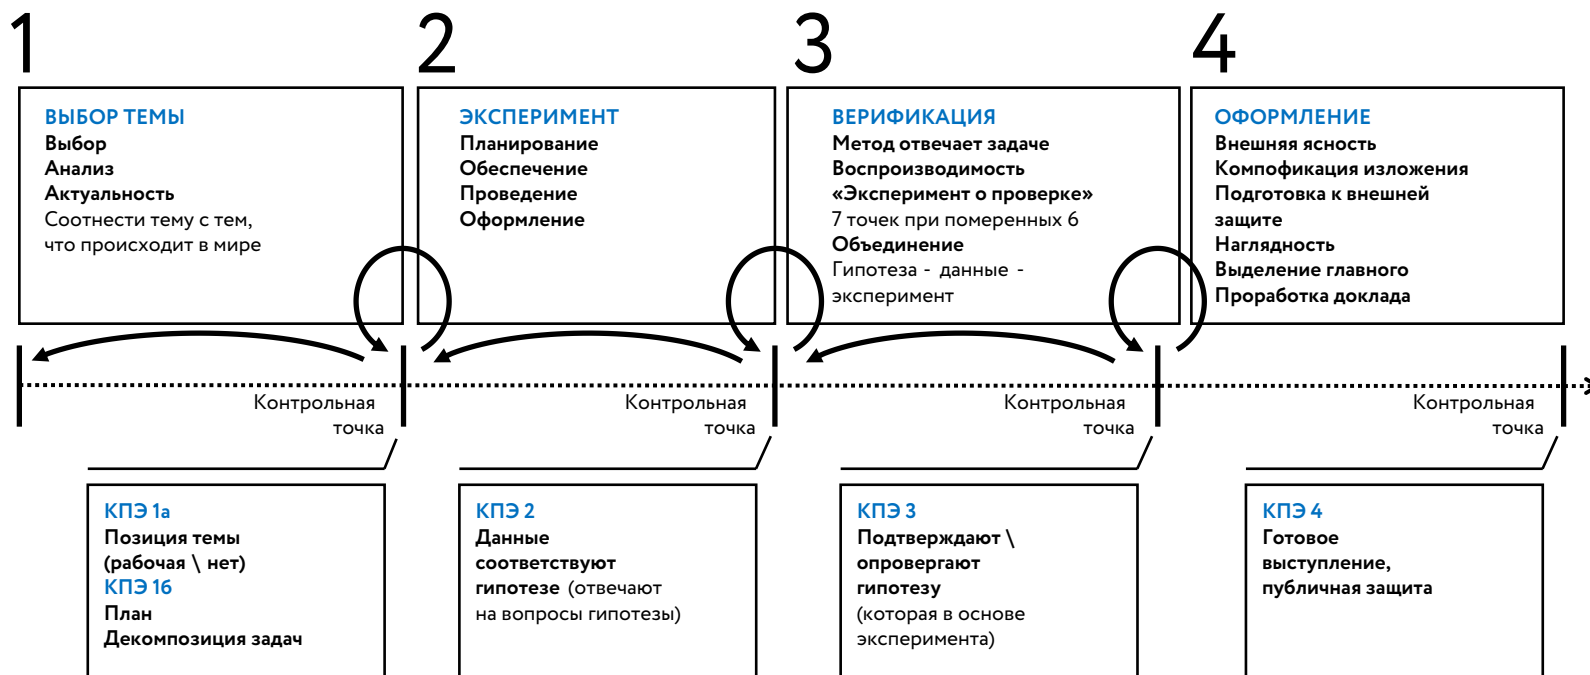 1
ВЫБОР ТЕМЫ
Выбор
Анализ
Актуальность
Соотнести тему с тем,
что происходит в мире
2
ЭКСПЕРИМЕНТ
Планирование
Обеспечение
Проведение
Оформление
3
ВЕРИФИКАЦИЯ
Метод отвечает задаче
Воспроизводимость
«Эксперимент о проверке»
7 точек при померенных 6
Объединение
Гипотеза - данные -
эксперимент
4
ОФОРМЛЕНИЕ
Внешняя ясность
Компофикация изложения
Подготовка к внешней
защите
Наглядность
Выделение главного
Проработка доклада
Контрольная
точка
Контрольная
точка
Контрольная
точка
Контрольная
точка
КПЭ 1а
Позиция темы
(рабочая \ нет)
КПЭ 1б
План
Декомпозиция задач
КПЭ 2
Данные
соответствуют
гипотезе (отвечают
на вопросы гипотезы)
КПЭ 3
Подтверждают \
опровергают
гипотезу
(которая в основе
эксперимента)
КПЭ 4
Готовое
выступление,
публичная защита